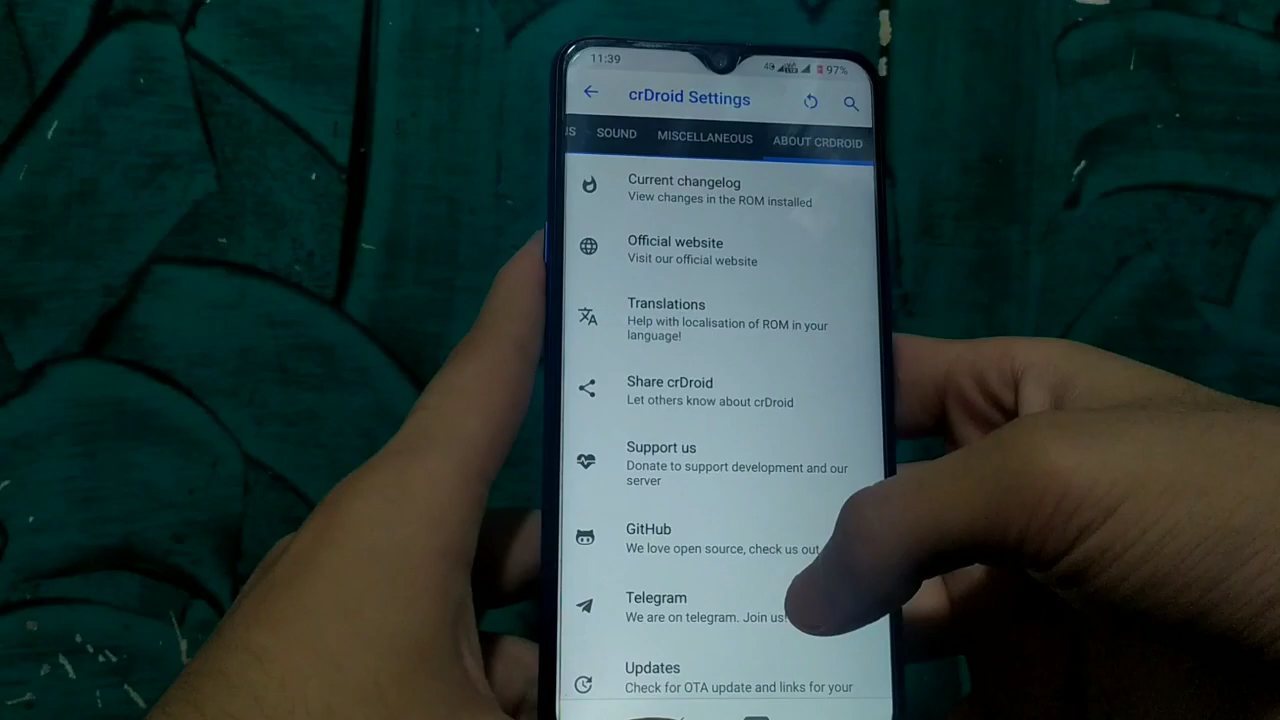 11:39
4G 97%
crDroid Settings
SOUND MISCELLANEOUS ABOUT CRDROID
Current changelog
View changes in the ROM installed
Official website
Visit our official website
Translations
Help with localisation of ROM in your
language!
Share crDroid
Let others know about crDroid
Support us
Donate to support development and our
server
GitHub
We love open source, check us out
Telegram
We are on telegram. Join us!
Updates
Check for OTA update and links for your